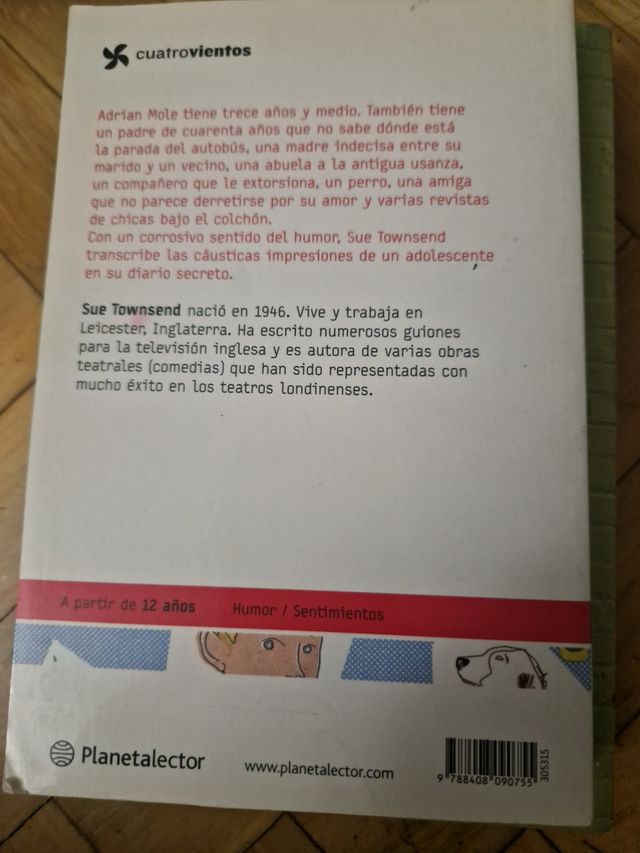 cuatrovientos
Adrian Mole tiene trece años y medio. También tiene
un padre de cuarenta años que no sabe dónde está
la parada del autobús, una madre indecisa entre su
marido y un vecino, una abuela a la antigua usanza,
un compañero que le extorsiona, un perro, una amiga
que no parece derretirse por su amor y varias revistas
de chicas bajo el colchón.
Con un corrosivo sentido del humor, Sue Townsend
transcribe las cáusticas impresiones de un adolescente
en su diario secreto.
Sue Townsend nació en 1946. Vive y trabaja en
Leicester, Inglaterra. Ha escrito numerosos guiones
para la televisión inglesa y es autora de varias obras
teatrales (comedias) que han sido representadas con
mucho éxito en los teatros londinenses.
A partir de 12 años Humor / Sentimientos
Planetalector
www.planetalector.com
9 788408 090755
305315